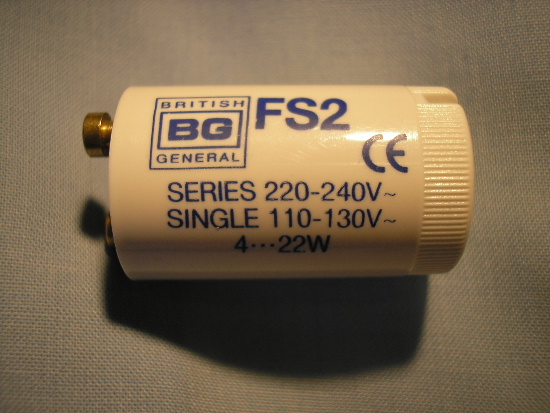 BRITISH
BG
GENERAL
FS2
CE
SERIES 220-240V~
SINGLE 110-130V~
4···22W